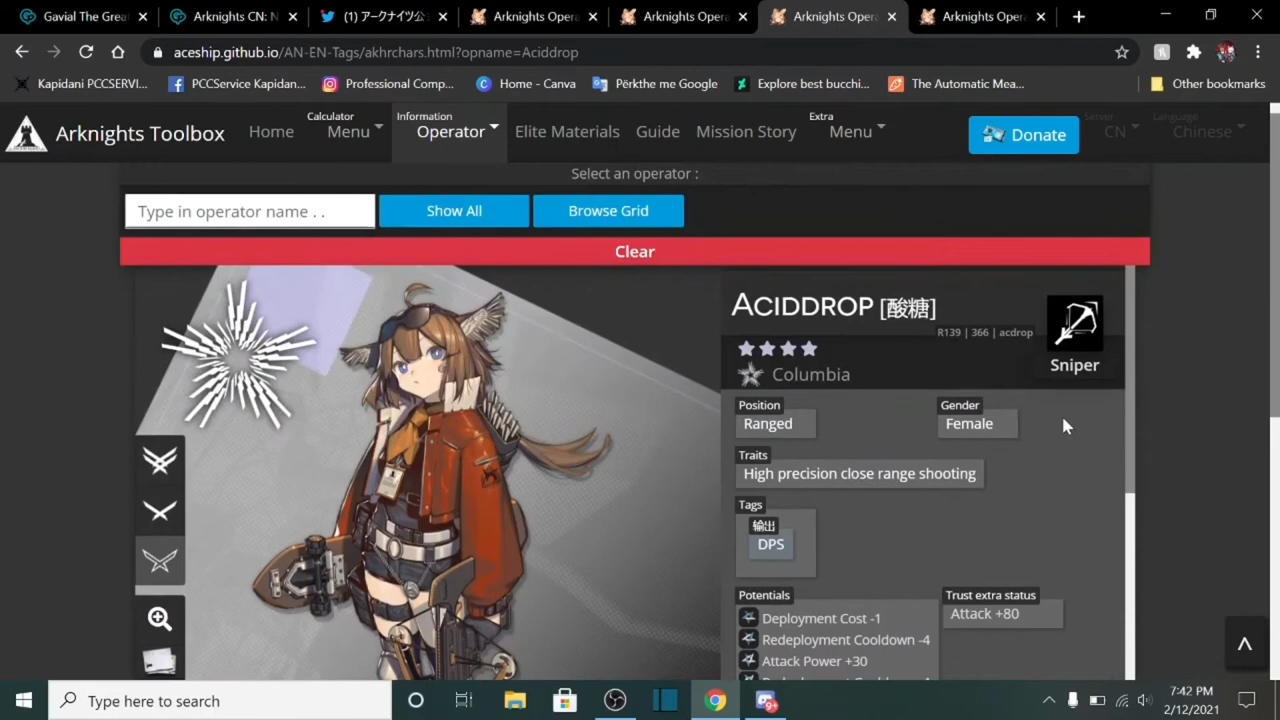 Gavial The Grea
Arknights CN: N
(1) アークナイツ公
Arknights Opera
Arknights Opera
Arknights Opera
Arknights Opera
aceship.github.io/AN-EN-Tags/akhrchars.html?opname=Aciddrop
Kapidani PCCSERVI...
PCCService Kapidan...
Professional Comp...
Home - Canva
Përkthe me Google
Explore best bucchi...
The Automatic Mea...
Other bookmarks
Arknights Toolbox
Home
Calculator
Menu
Information
Operator
Elite Materials
Guide
Mission Story
Extra
Menu
Donate
Server
CN
Language
Chinese
Select an operator :
Type in operator name . .
Show All
Browse Grid
Clear
ACIDDROP [酸糖]
R139 | 366 | acdrop
Sniper
Columbia
Position
Ranged
Gender
Female
Traits
High precision close range shooting
Tags
输出
DPS
Potentials
Deployment Cost -1
Redeployment Cooldown -4
Attack Power +30
Trust extra status
Attack +80
Type here to search
7:42 PM
2/12/2021